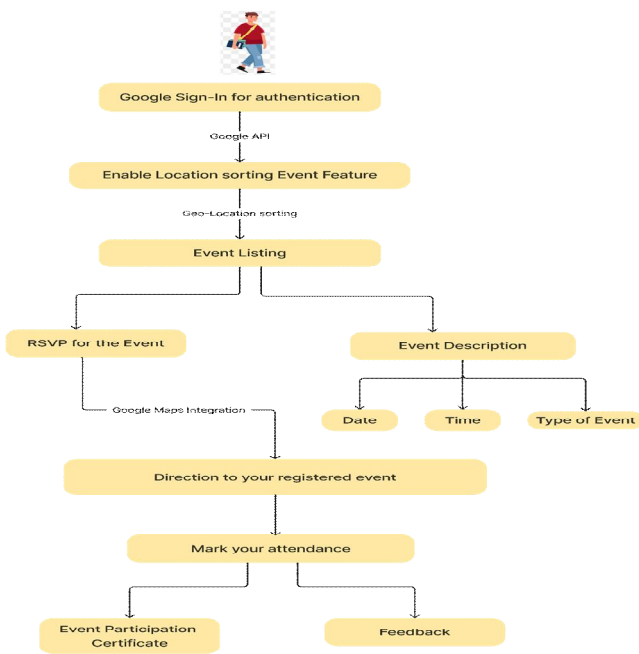 Google Sign-In for authentication
Google API
Enable Location sorting Event Feature
Geo-Location sorting
Event Listing
RSVP for the Event
Event Description
Date
Time
Type of Event
Google Maps Integration
Direction to your registered event
Mark your attendance
Event Participation
Certificate
Feedback